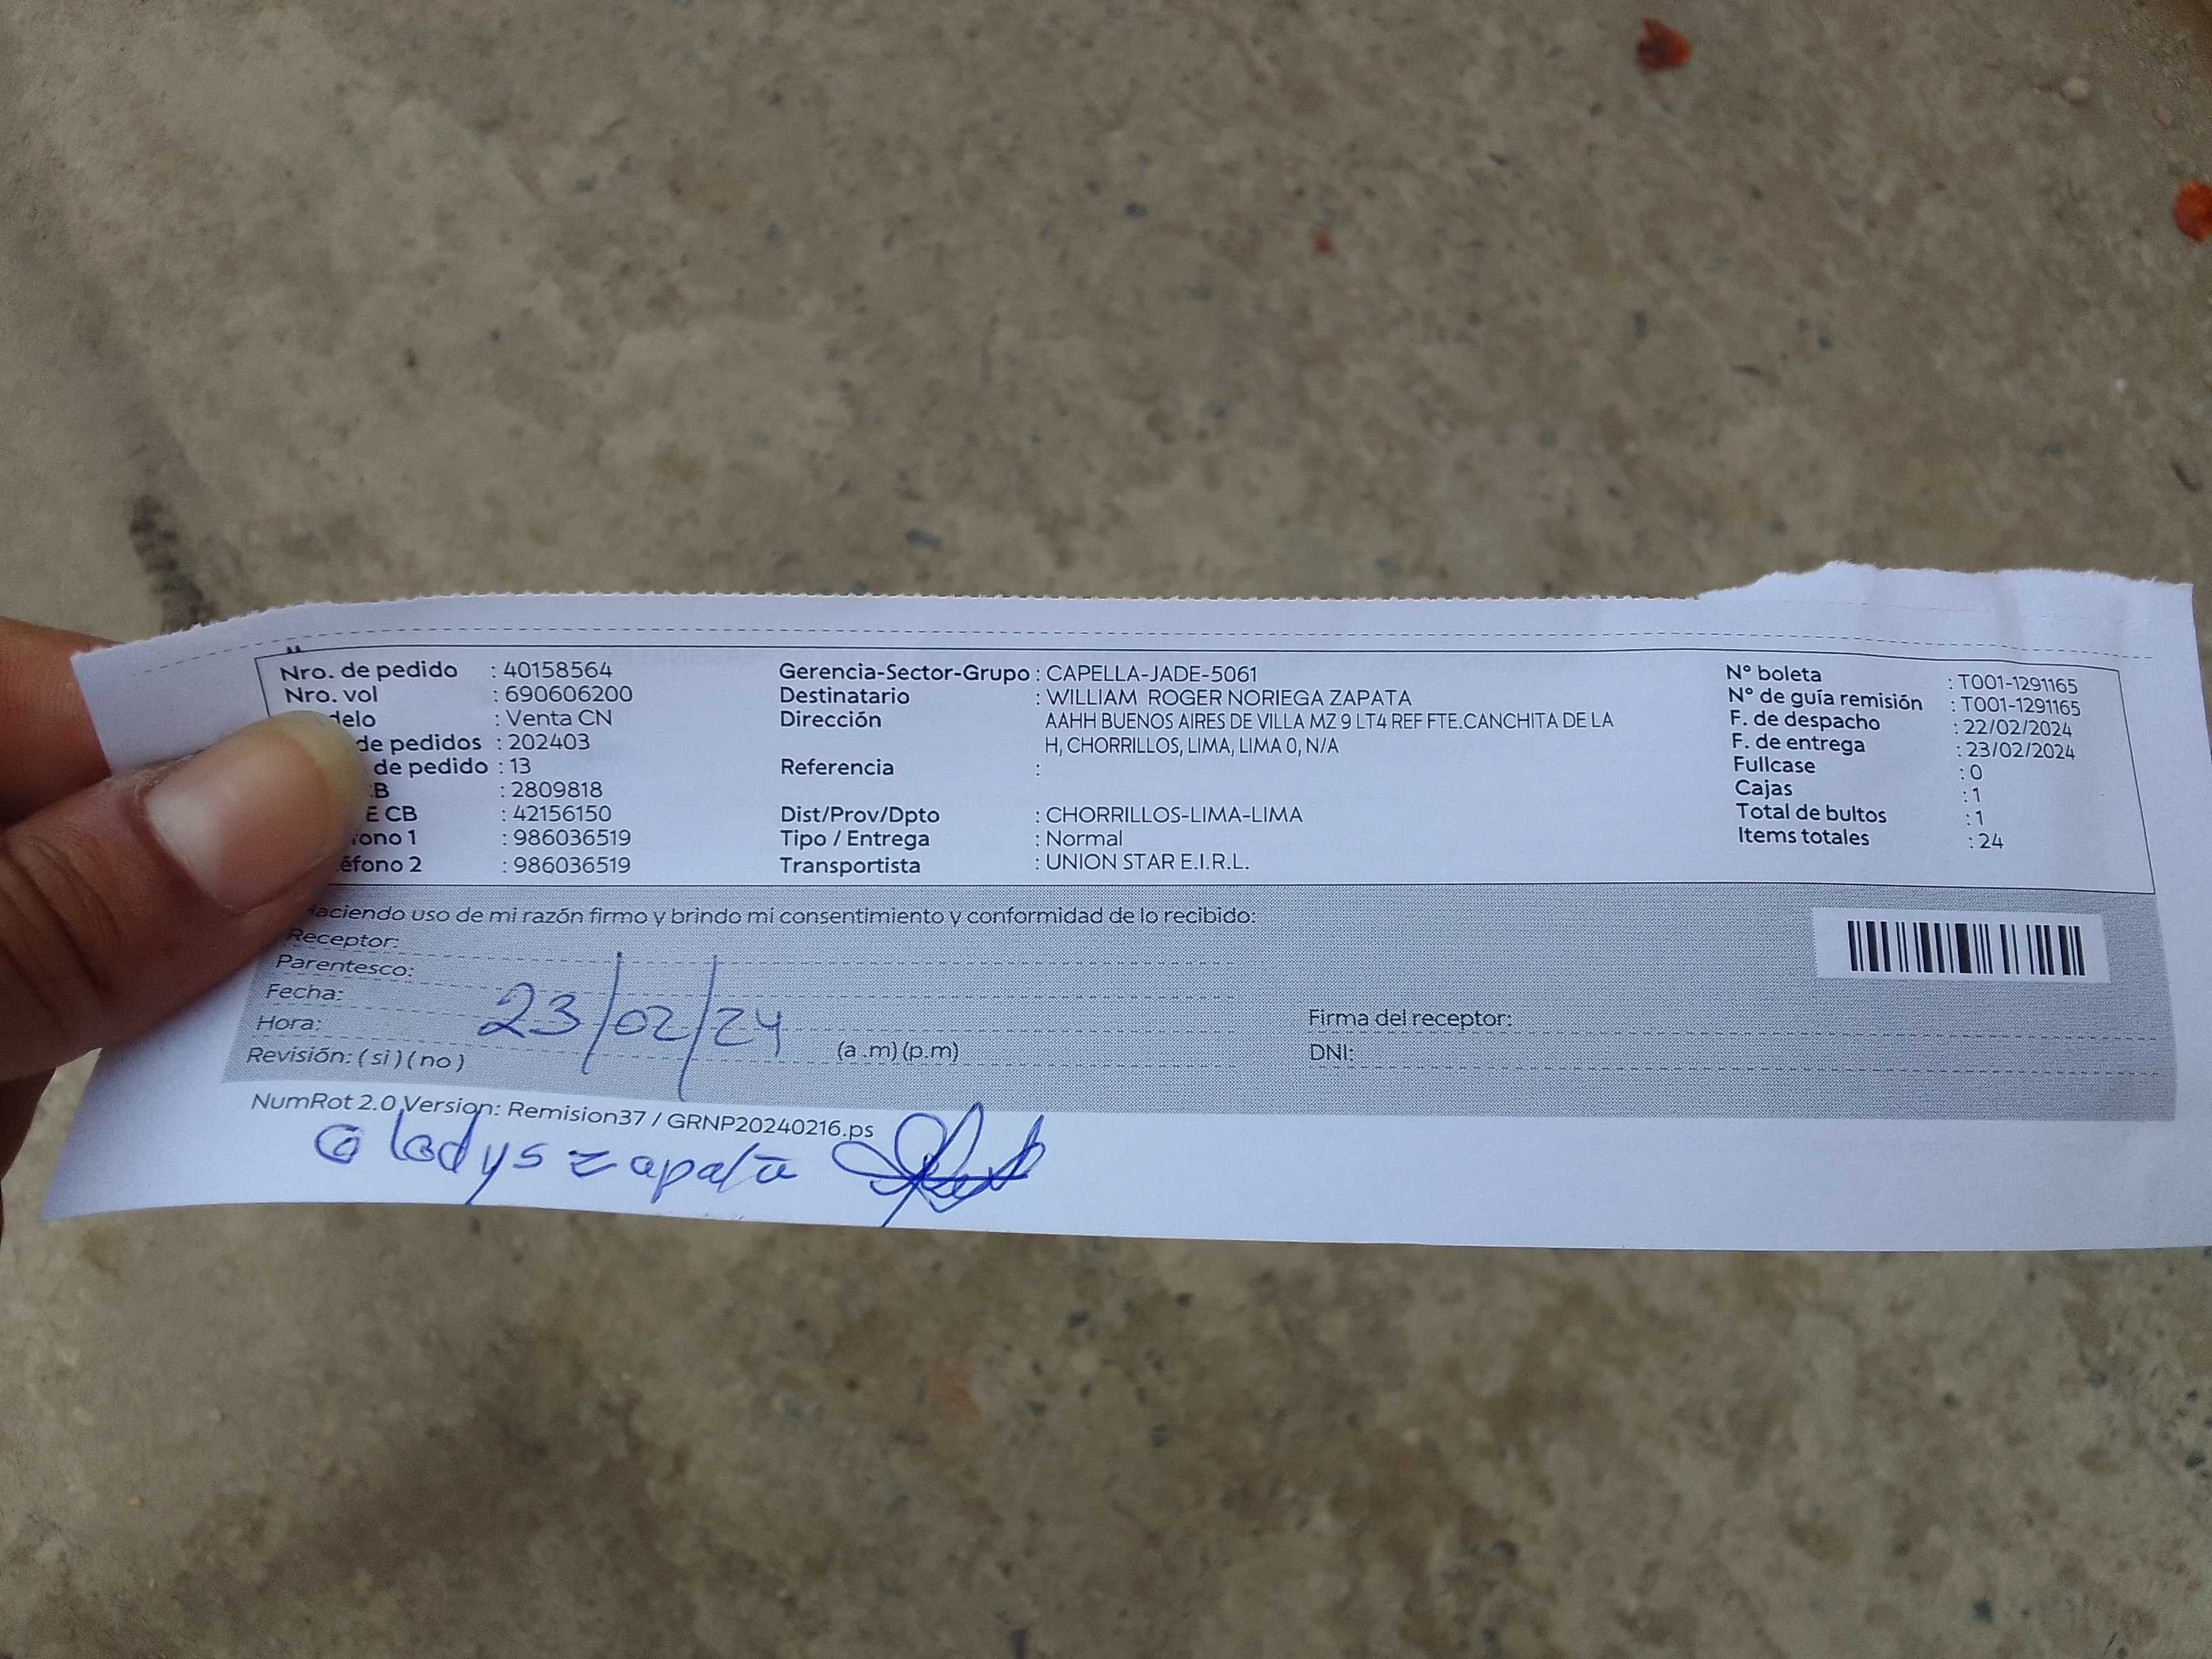 Nro. de pedido : 40158564
Nro. vol : 690606200
delo : Venta CN
de pedidos : 202403
de pedido : 13
B : 2809818
E CB : 42156150
ono 1 : 986036519
éfono 2 : 986036519
Gerencia-Sector-Grupo : CAPELLA-JADE-5061
Destinatario : WILLIAM ROGER NORIEGA ZAPATA
Dirección AAHH BUENOS AIRES DE VILLA MZ 9 LT4 REF FTE.CANCHITA DE LA
H, CHORRILLOS, LIMA, LIMA 0, N/A
Referencia :
Dist/Prov/Dpto : CHORRILLOS-LIMA-LIMA
Tipo / Entrega : Normal
Transportista : UNION STAR E.I.R.L.
N° boleta : T001-1291165
N° de guía remisión : T001-1291165
F. de despacho : 22/02/2024
F. de entrega : 23/02/2024
Fullcase : 0
Cajas : 1
Total de bultos : 1
Items totales : 24
Haciendo uso de mi razón firmo y brindo mi consentimiento y conformidad de lo recibido:
Receptor:
Parentesco:
Fecha: 23/02/24
Hora: (a .m) (p.m)
Revisión: ( si ) ( no )
Firma del receptor:
DNI:
NumRot 2.0 Version: Remision37 / GRNP20240216.ps
Gladys zapata